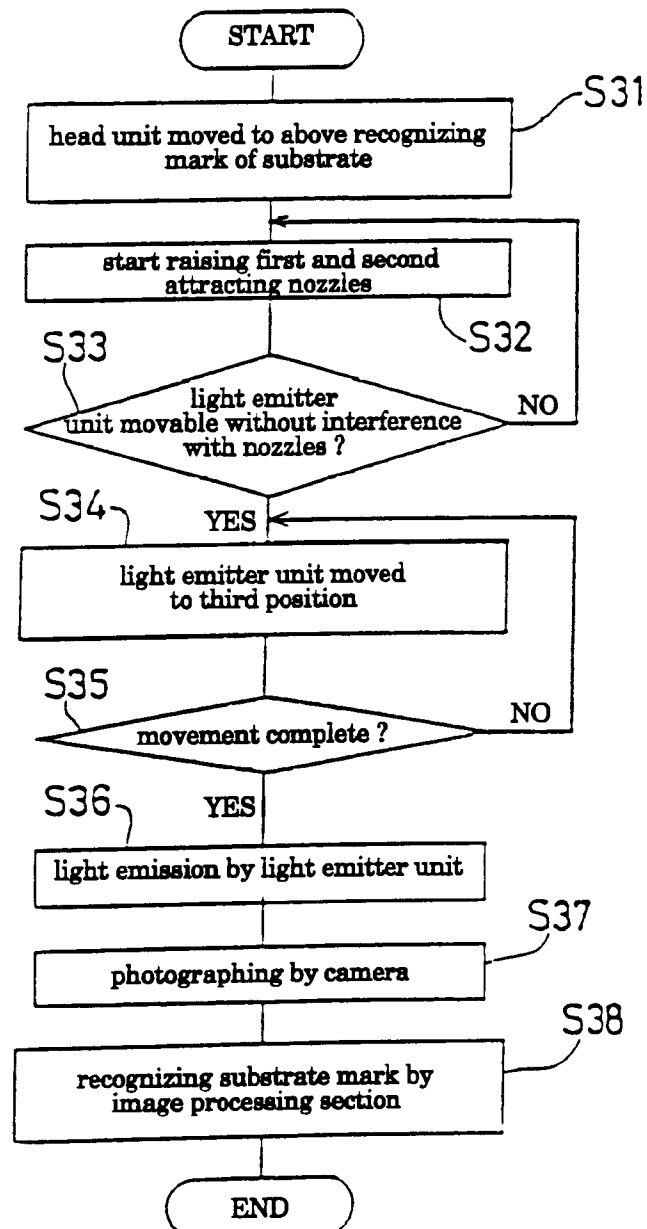 START
S31
head unit moved to above recognizing
mark of substrate
start raising first and second
attracting nozzles
S32
S33
light emitter
unit movable without interference
with nozzles ?
NO
S34
YES
light emitter unit moved
to third position
S35
movement complete ?
NO
S36
YES
light emission by light emitter unit
S37
photographing by camera
S38
recognizing substrate mark by
image processing section
END